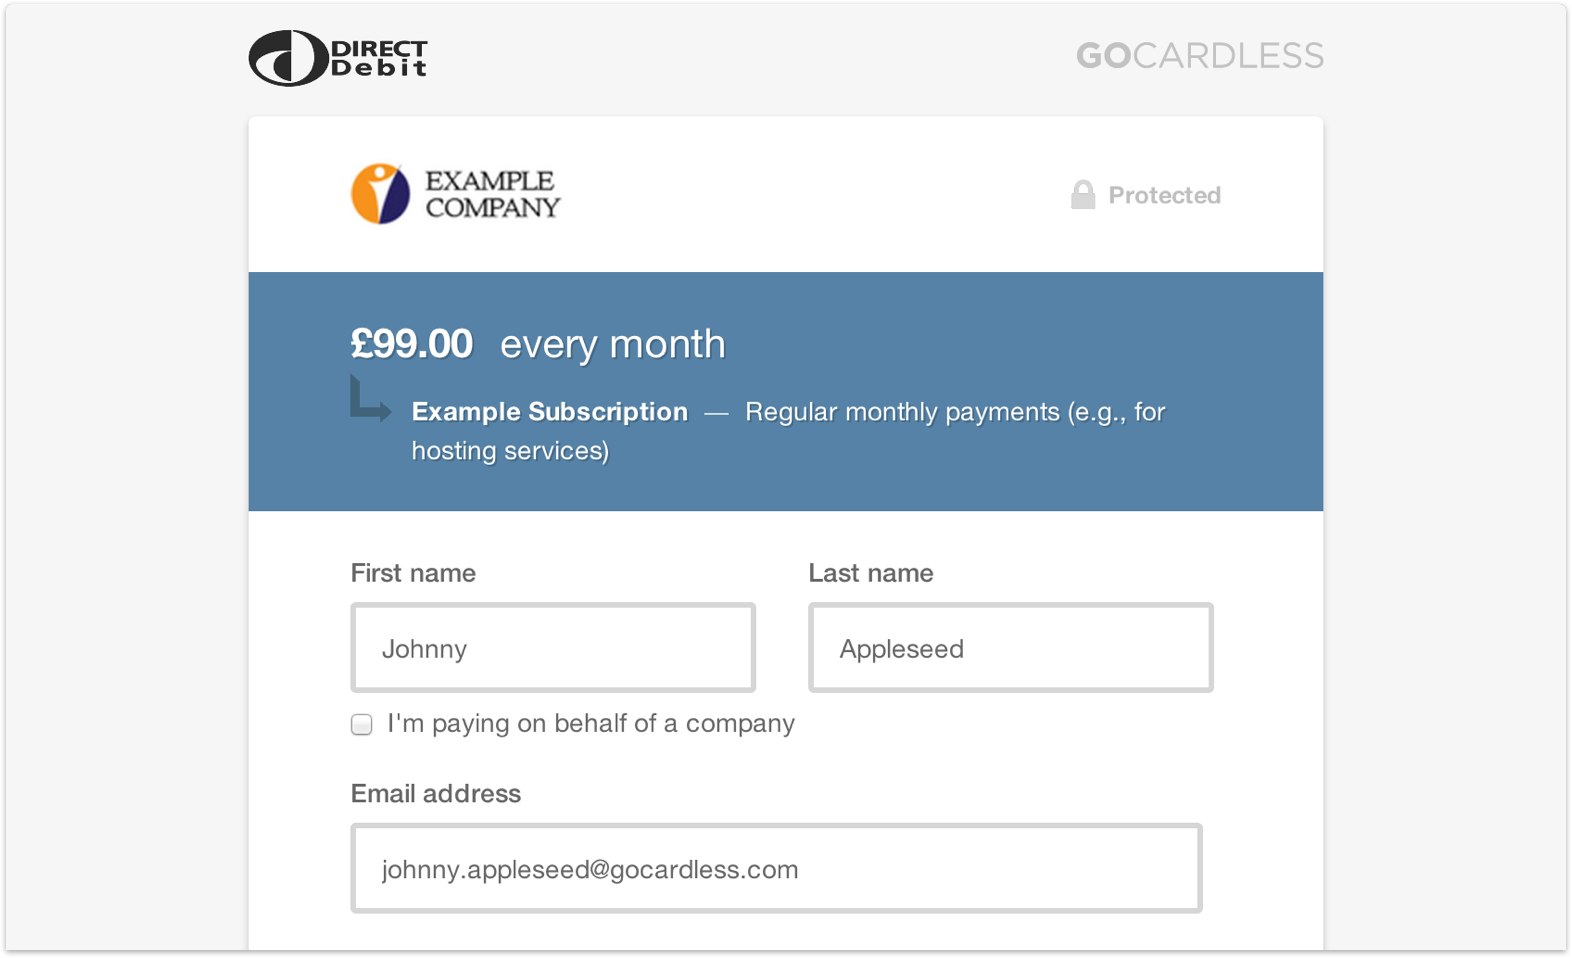 DIRECT
Debit
GOCARDLESS
EXAMPLE
COMPANY
Protected
£99.00 every month
Example Subscription — Regular monthly payments (e.g., for
hosting services)
First name
Last name
Johnny
Appleseed
I'm paying on behalf of a company
Email address
johnny.appleseed@gocardless.com